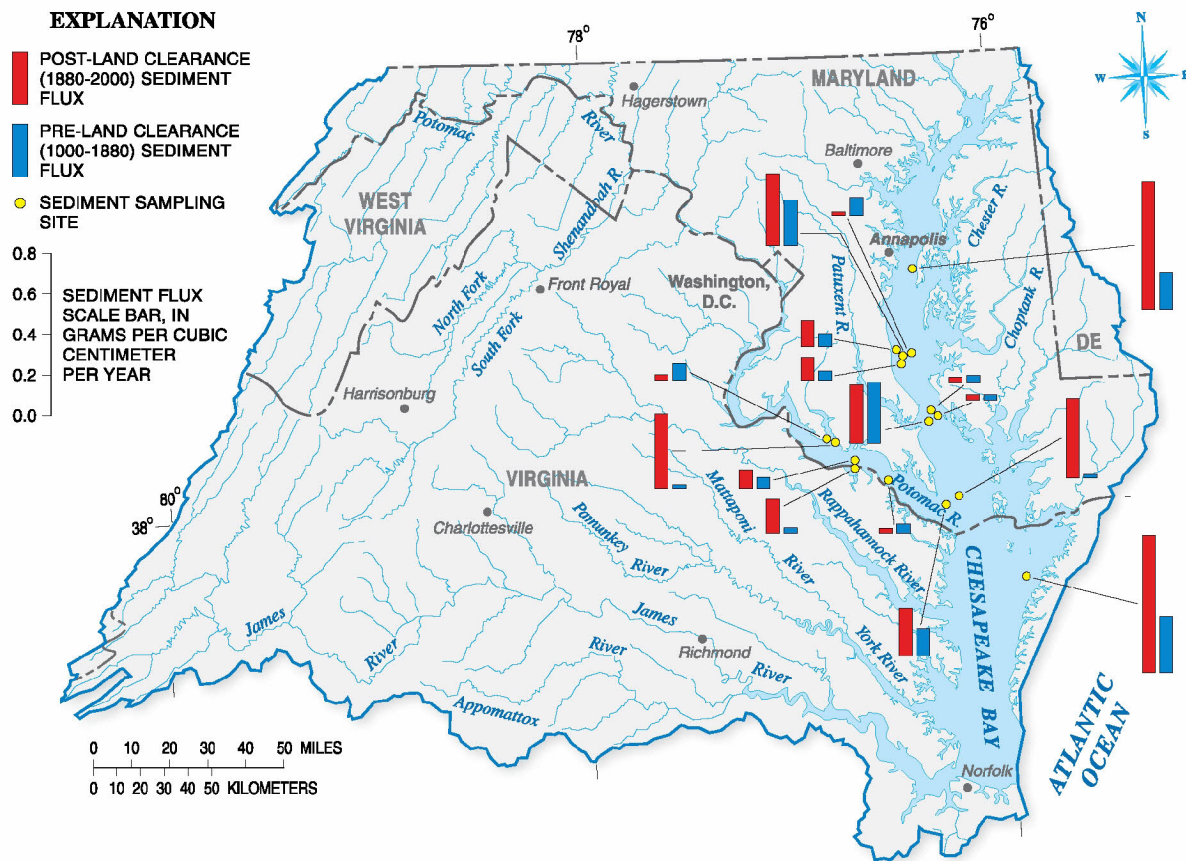 EXPLANATION
POST-LAND CLEARANCE
(1880-2000) SEDIMENT
FLUX
PRE-LAND CLEARANCE
(1000-1880) SEDIMENT
FLUX
SEDIMENT SAMPLING
SITE
0.8
0.6
0.4
0.2
0.0
SEDIMENT FLUX
SCALE BAR, IN
GRAMS PER CUBIC
CENTIMETER
PER YEAR
78°
76°
N
W
E
S
MARYLAND
Hagerstown
Potomac
River
Baltimore
WEST
VIRGINIA
Shenandoah R.
Chester R.
Annapolis
Patuxent R.
Washington,
D.C.
Front Royal
North Fork
South Fork
Choptank R.
DE
Harrisonburg
VIRGINIA
Mattaponi
River
Potomac R.
80°
38°
Charlottesville
Pamunkey
River
Rappahannock River
CHESAPEAKE BAY
James
River
James
River
Richmond
River
York River
Appomattox
ATLANTIC
OCEAN
Norfolk
0 10 20 30 40 50 MILES
0 10 20 30 40 50 KILOMETERS